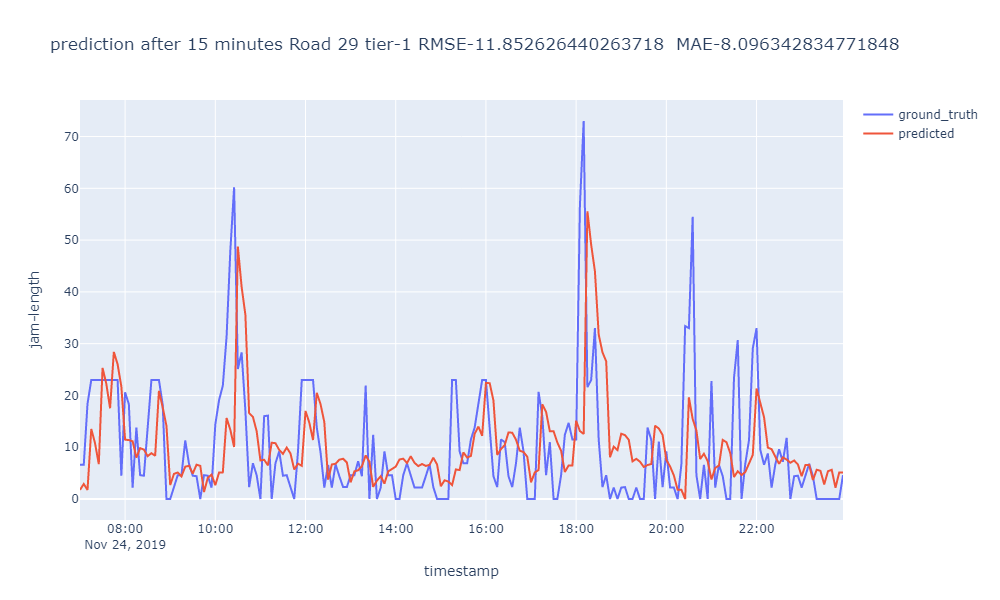 prediction after 15 minutes Road 29 tier-1 RMSE-11.852626440263718  MAE-8.096342834771848
ground_truth
predicted
70
60
50
40
30
20
10
0
jam-length
08:00 10:00 12:00 14:00 16:00 18:00 20:00 22:00
Nov 24, 2019
timestamp